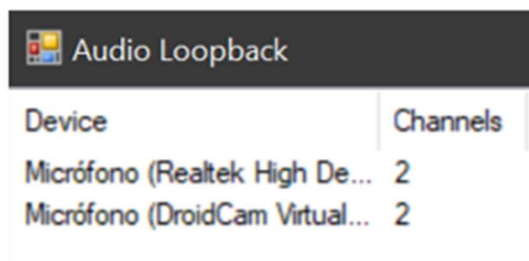 Audio Loopback
Device Channels
Micrófono (Realtek High De... 2
Micrófono (DroidCam Virtual... 2